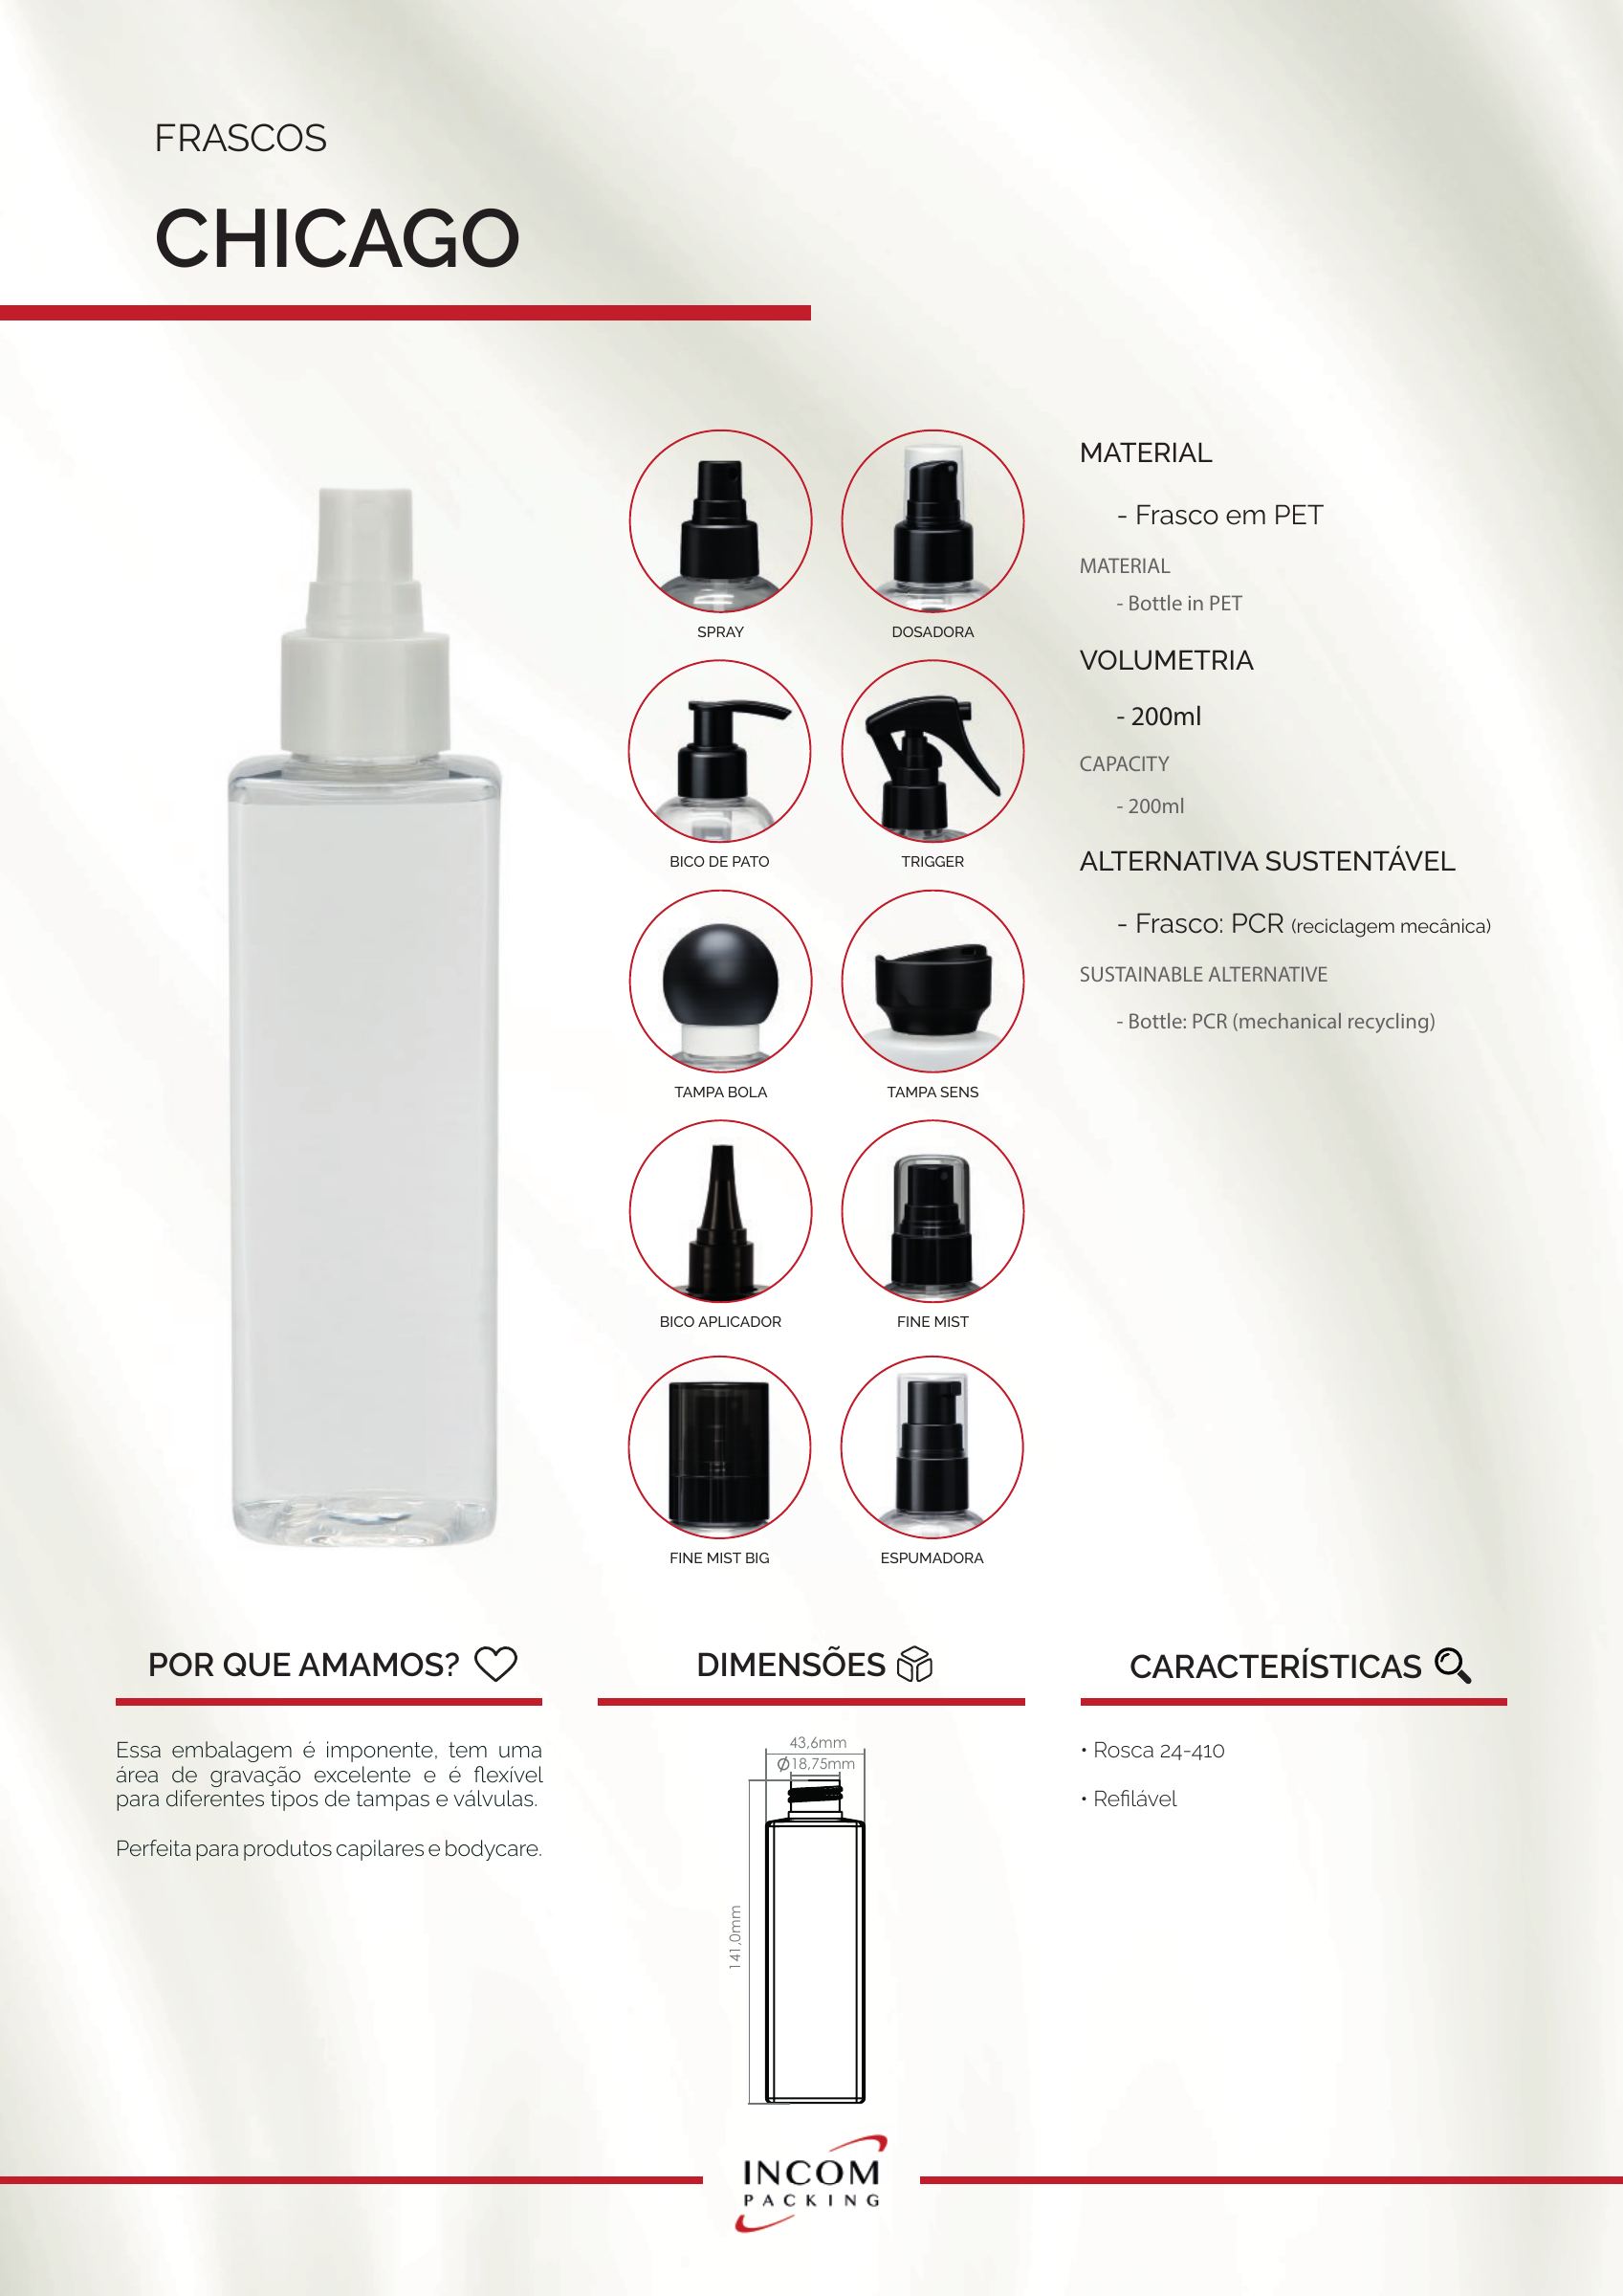 FRASCOS
CHICAGO
SPRAY
DOSADORA
BICO DE PATO
TRIGGER
TAMPA BOLA
TAMPA SENS
BICO APLICADOR
FINE MIST
FINE MIST BIG
ESPUMADORA
MATERIAL
- Frasco em PET
MATERIAL
- Bottle in PET
VOLUMETRIA
- 200ml
CAPACITY
- 200ml
ALTERNATIVA SUSTENTÁVEL
- Frasco: PCR (reciclagem mecânica)
SUSTAINABLE ALTERNATIVE
- Bottle: PCR (mechanical recycling)
POR QUE AMAMOS?
Essa embalagem é imponente, tem uma
área de gravação excelente e é flexível
para diferentes tipos de tampas e válvulas.
Perfeita para produtos capilares e bodycare.
DIMENSÕES
43,6mm
Ø18,75mm
141,0mm
CARACTERÍSTICAS
• Rosca 24-410
• Refilável
INCOM
PACKING